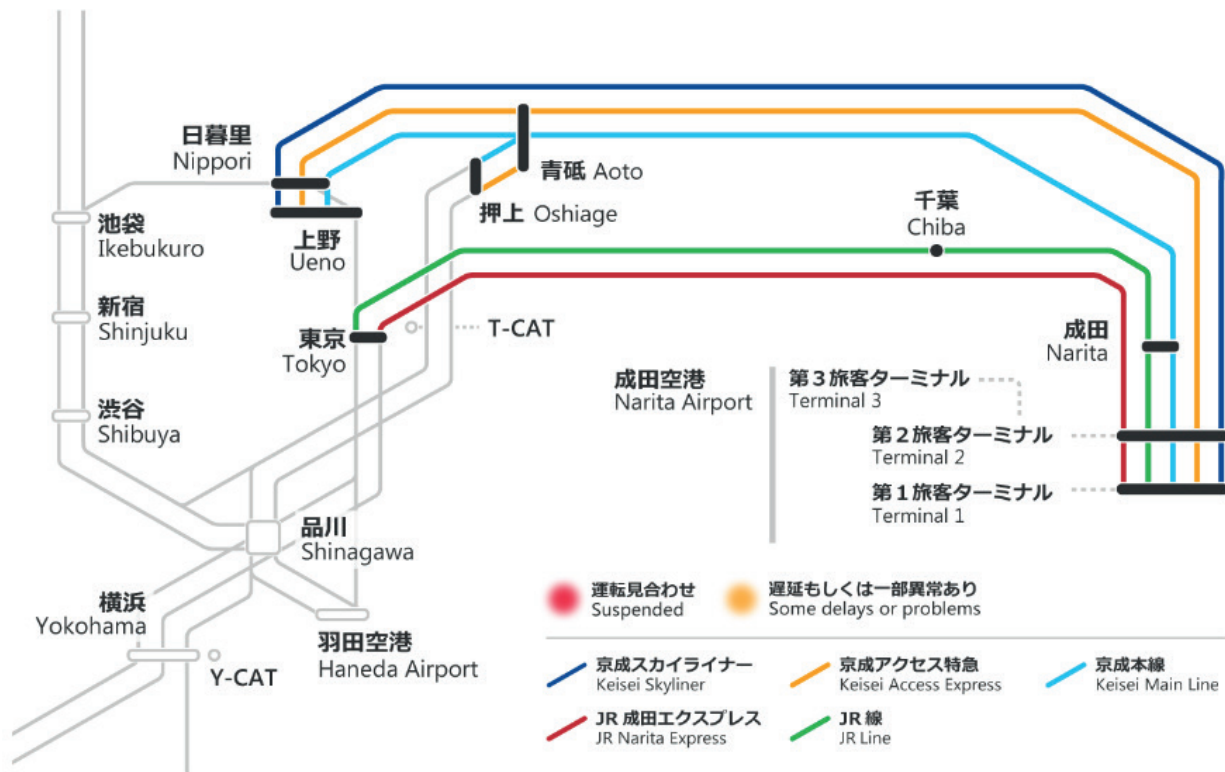 日暮里
Nippori
青砥 Aoto
押上 Oshiage
千葉
Chiba
池袋
Ikebukuro
上野
Ueno
新宿
Shinjuku
東京
Tokyo
T-CAT
成田
Narita
成田空港
Narita Airport
第3旅客ターミナル
Terminal 3
渋谷
Shibuya
第2旅客ターミナル
Terminal 2
第1旅客ターミナル
Terminal 1
品川
Shinagawa
横浜
Yokohama
羽田空港
Haneda Airport
Y-CAT
運転見合わせ
Suspended
遅延もしくは一部異常あり
Some delays or problems
京成スカイライナー
Keisei Skyliner
京成アクセス特急
Keisei Access Express
京成本線
Keisei Main Line
JR 成田エクスプレス
JR Narita Express
JR 線
JR Line